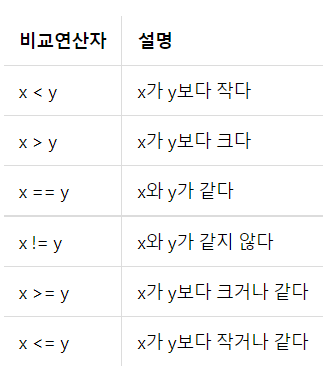 비교연산자 설명
x < y x가 y보다 작다
x > y x가 y보다 크다
x == y x와 y가 같다
x != y x와 y가 같지 않다
x >= y x가 y보다 크거나 같다
x <= y x가 y보다 작거나 같다